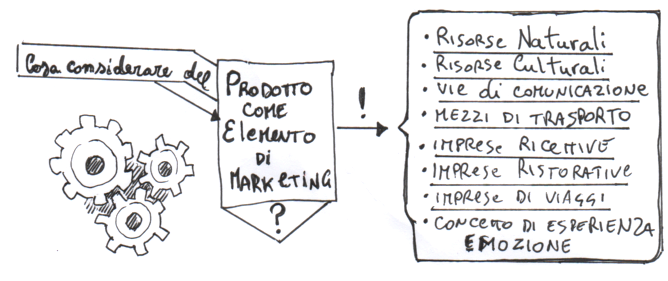 Cosa considerare del
PRODOTTO
COME
ELEMENTO
DI
MARKETING
?
!
• RISORSE NATURALI
• RISORSE CULTURALI
• VIE DI COMUNICAZIONE
• MEZZI DI TRASPORTO
• IMPRESE RICETTIVE
• IMPRESE RISTORATIVE
• IMPRESE DI VIAGGI
• CONCETTO DI ESPERIENZA
EMOZIONE